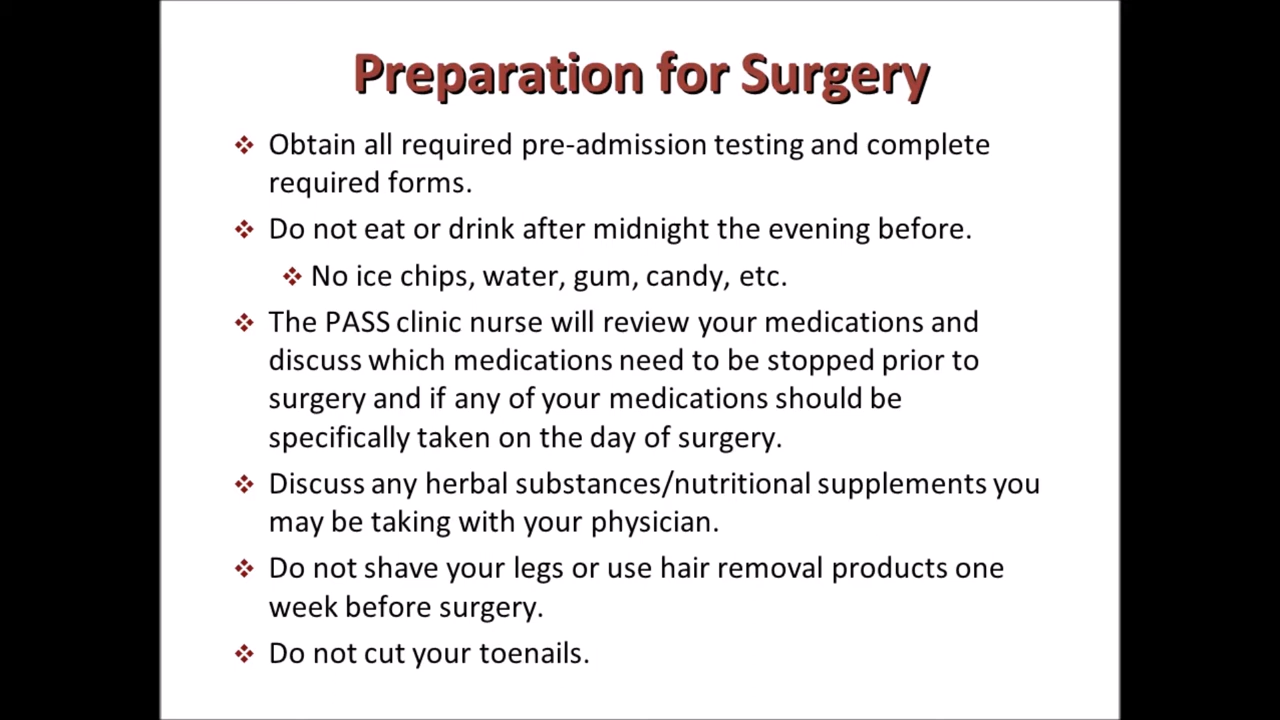 Preparation for Surgery
❖ Obtain all required pre-admission testing and complete
required forms.
❖ Do not eat or drink after midnight the evening before.
❖ No ice chips, water, gum, candy, etc.
❖ The PASS clinic nurse will review your medications and
discuss which medications need to be stopped prior to
surgery and if any of your medications should be
specifically taken on the day of surgery.
❖ Discuss any herbal substances/nutritional supplements you
may be taking with your physician.
❖ Do not shave your legs or use hair removal products one
week before surgery.
❖ Do not cut your toenails.